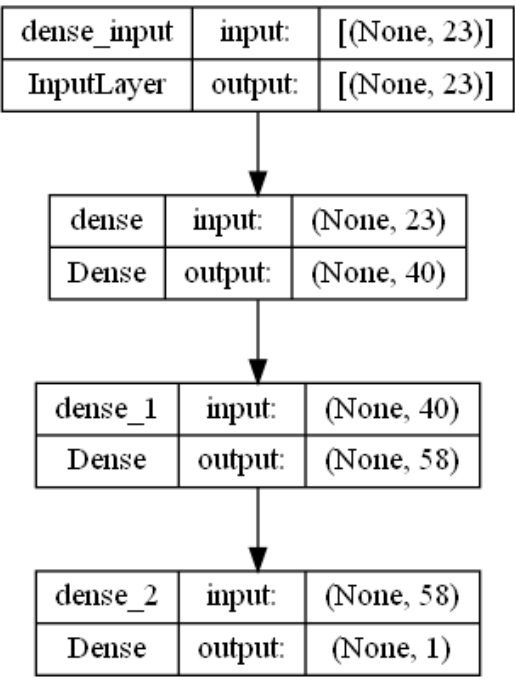 dense_input input: [(None, 23)]
InputLayer output: [(None, 23)]
dense input: (None, 23)
Dense output: (None, 40)
dense_1 input: (None, 40)
Dense output: (None, 58)
dense_2 input: (None, 58)
Dense output: (None, 1)